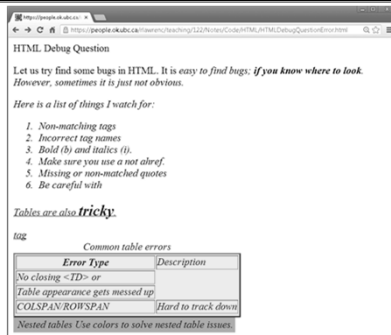 https://people.ok.ubc.ca
https://people.ok.ubc.ca/rlawrenc/teaching/122/Notes/Code/HTML/HTMLDebugQuestionError.html
HTML Debug Question
Let us try find some bugs in HTML. It is easy to find bugs; if you know where to look.
However, sometimes it is just not obvious.
Here is a list of things I watch for:
1. Non-matching tags
2. Incorrect tag names
3. Bold (b) and italics (i).
4. Make sure you use a not ahref.
5. Missing or non-matched quotes
6. Be careful with
Tables are also tricky.
tag
Common table errors
Error Type Description
No closing <TD> or
Table appearance gets messed up
COLSPAN/ROWSPAN Hard to track down
Nested tables Use colors to solve nested table issues.